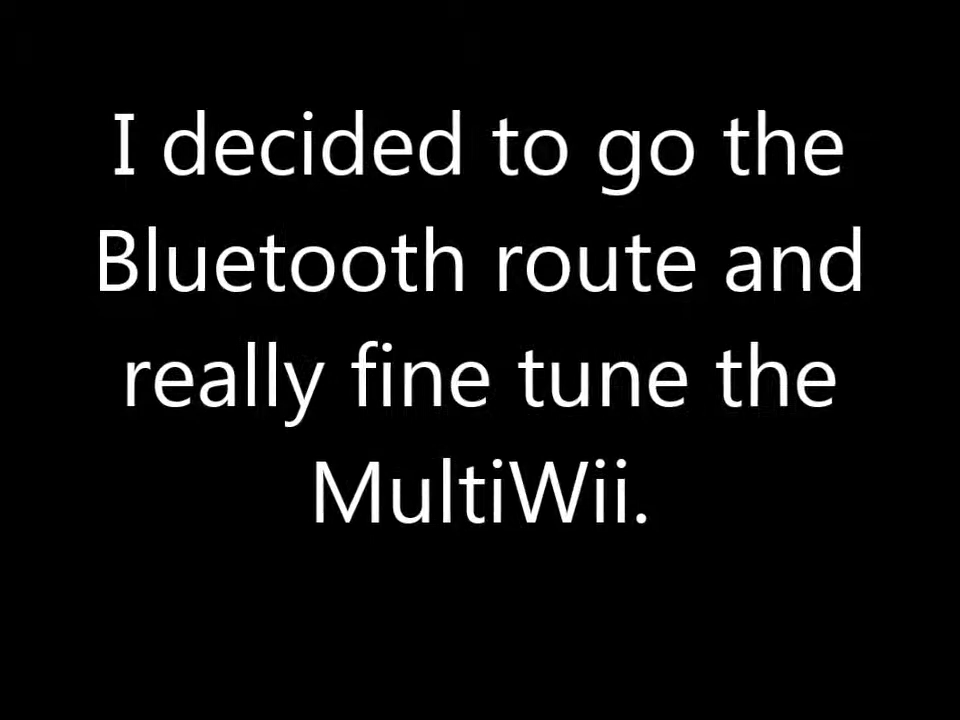 I decided to go the
Bluetooth route and
really fine tune the
MultiWii.